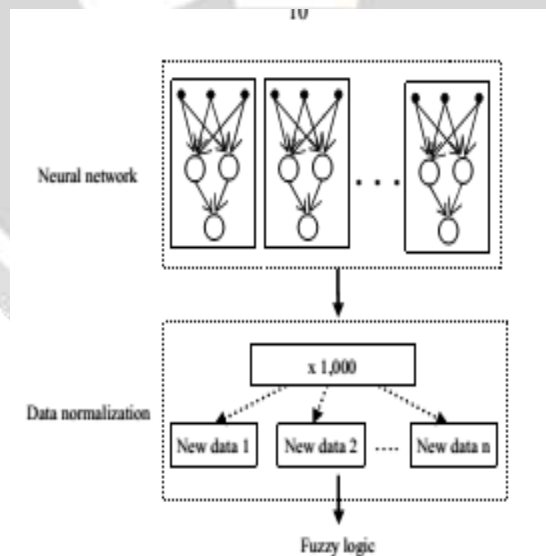 10
Neural network
. . .
x 1,000
Data normalization
New data 1
New data 2
....
New data n
Fuzzy logic